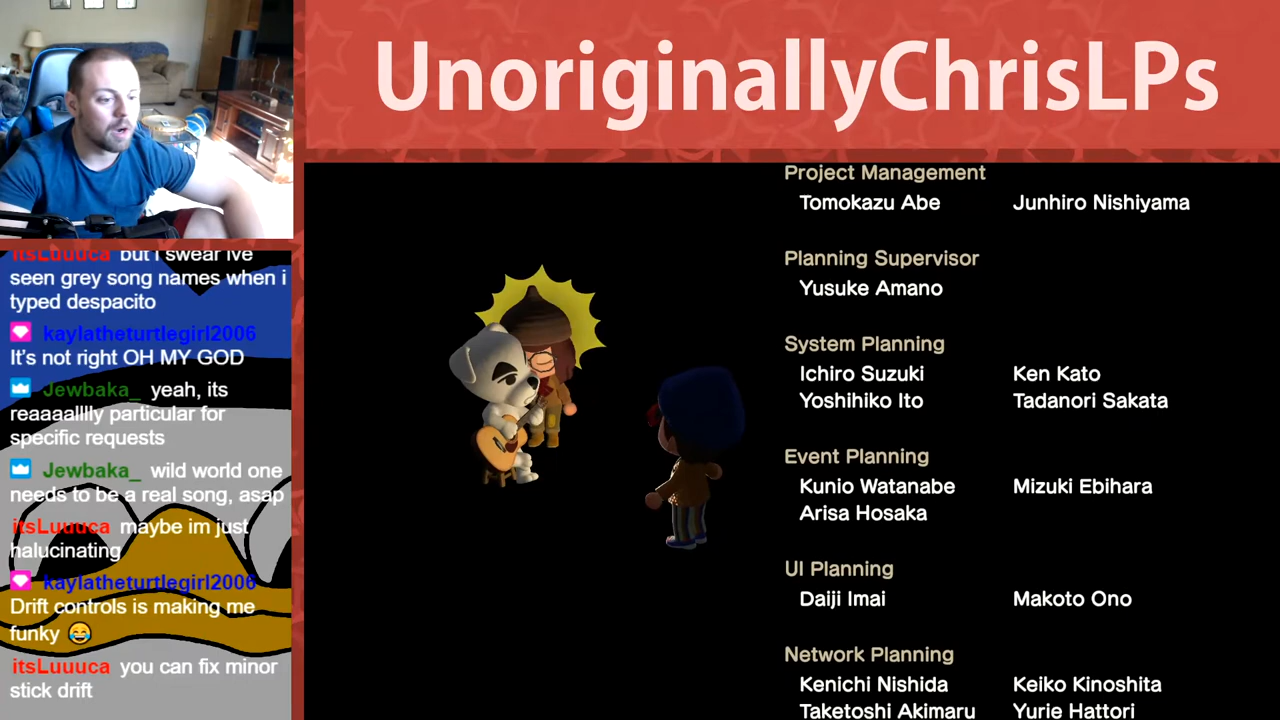 UnoriginallyChrisLPs
itsLuuuca but i swear ive
seen grey song names when i
typed despacito
kaylatheturtlegirl2006
It's not right OH MY GOD
Jewbaka_ yeah, its
reaaaalllly particular for
specific requests
Jewbaka_ wild world one
needs to be a real song, asap
itsLuuuca maybe im just
halucinating
kaylatheturtlegirl2006
Drift controls is making me
funky 😂
itsLuuuca you can fix minor
stick drift
Project Management
Tomokazu Abe Junhiro Nishiyama
Planning Supervisor
Yusuke Amano
System Planning
Ichiro Suzuki Ken Kato
Yoshihiko Ito Tadanori Sakata
Event Planning
Kunio Watanabe Mizuki Ebihara
Arisa Hosaka
UI Planning
Daiji Imai Makoto Ono
Network Planning
Kenichi Nishida Keiko Kinoshita
Taketoshi Akimaru Yurie Hattori